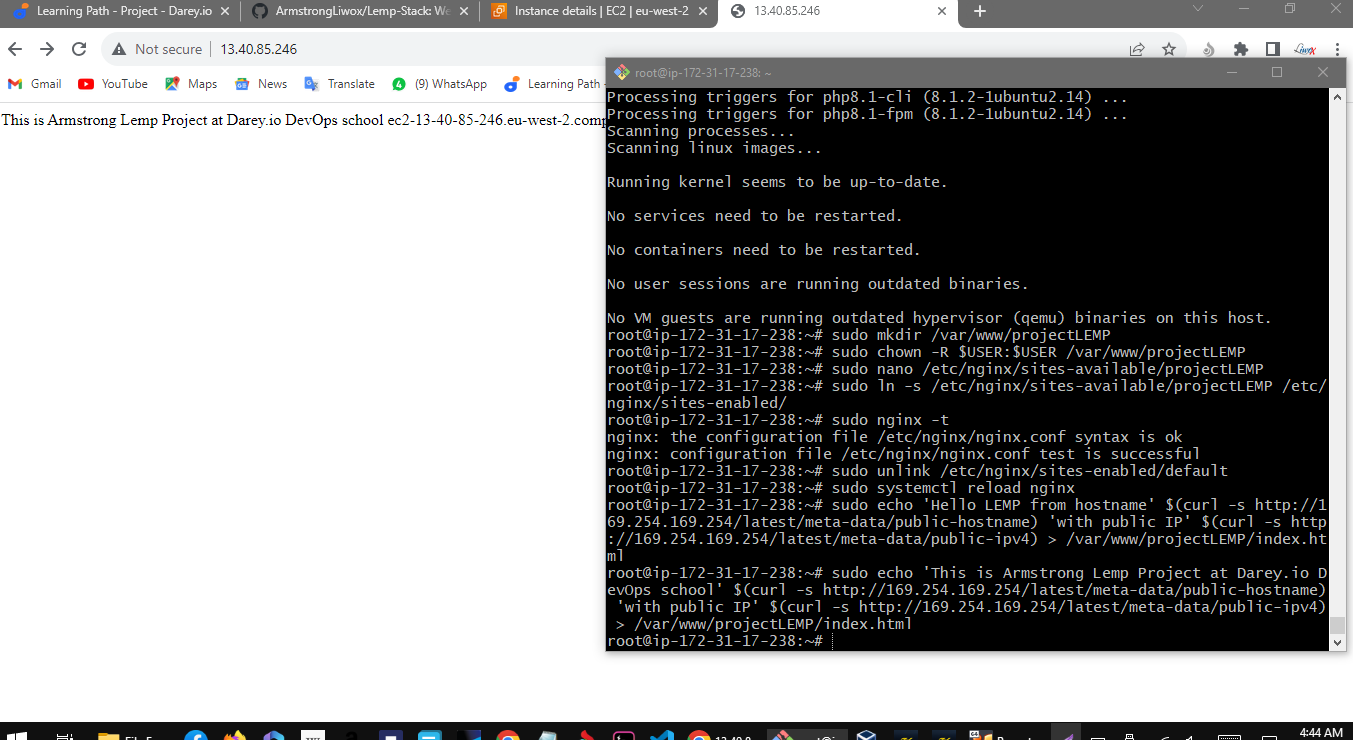 Learning Path - Project - Darey.io
ArmstrongLiwox/Lemp-Stack: We
Instance details | EC2 | eu-west-2
13.40.85.246
Not secure
13.40.85.246
Gmail
YouTube
Maps
News
Translate
(9) WhatsApp
Learning Path -
This is Armstrong Lemp Project at Darey.io DevOps school ec2-13-40-85-246.eu-west-2.comp
root@ip-172-31-17-238: ~
Processing triggers for php8.1-cli (8.1.2-1ubuntu2.14) ...
Processing triggers for php8.1-fpm (8.1.2-1ubuntu2.14) ...
Scanning processes...
Scanning linux images...
Running kernel seems to be up-to-date.
No services need to be restarted.
No containers need to be restarted.
No user sessions are running outdated binaries.
No VM guests are running outdated hypervisor (qemu) binaries on this host.
root@ip-172-31-17-238:~# sudo mkdir /var/www/projectLEMP
root@ip-172-31-17-238:~# sudo chown -R $USER:$USER /var/www/projectLEMP
root@ip-172-31-17-238:~# sudo nano /etc/nginx/sites-available/projectLEMP
root@ip-172-31-17-238:~# sudo ln -s /etc/nginx/sites-available/projectLEMP /etc/
nginx/sites-enabled/
root@ip-172-31-17-238:~# sudo nginx -t
nginx: the configuration file /etc/nginx/nginx.conf syntax is ok
nginx: configuration file /etc/nginx/nginx.conf test is successful
root@ip-172-31-17-238:~# sudo unlink /etc/nginx/sites-enabled/default
root@ip-172-31-17-238:~# sudo systemctl reload nginx
root@ip-172-31-17-238:~# sudo echo 'Hello LEMP from hostname' $(curl -s http://1
69.254.169.254/latest/meta-data/public-hostname) 'with public IP' $(curl -s http
://169.254.169.254/latest/meta-data/public-ipv4) > /var/www/projectLEMP/index.ht
ml
root@ip-172-31-17-238:~# sudo echo 'This is Armstrong Lemp Project at Darey.io D
evOps school' $(curl -s http://169.254.169.254/latest/meta-data/public-hostname)
'with public IP' $(curl -s http://169.254.169.254/latest/meta-data/public-ipv4)
> /var/www/projectLEMP/index.html
root@ip-172-31-17-238:~#
4:44 AM